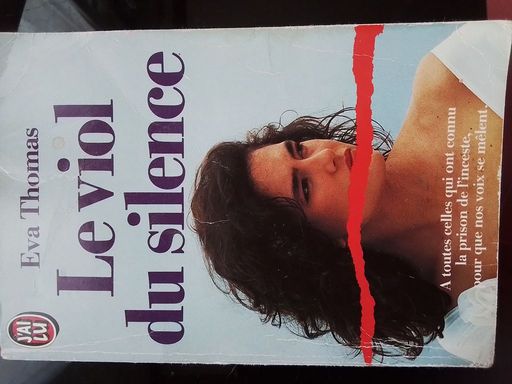 Eva Thomas
Le viol
du silence
A toutes celles qui ont connu
la prison de l'inceste,
pour que nos voix se mêlent.
J'AI
LU